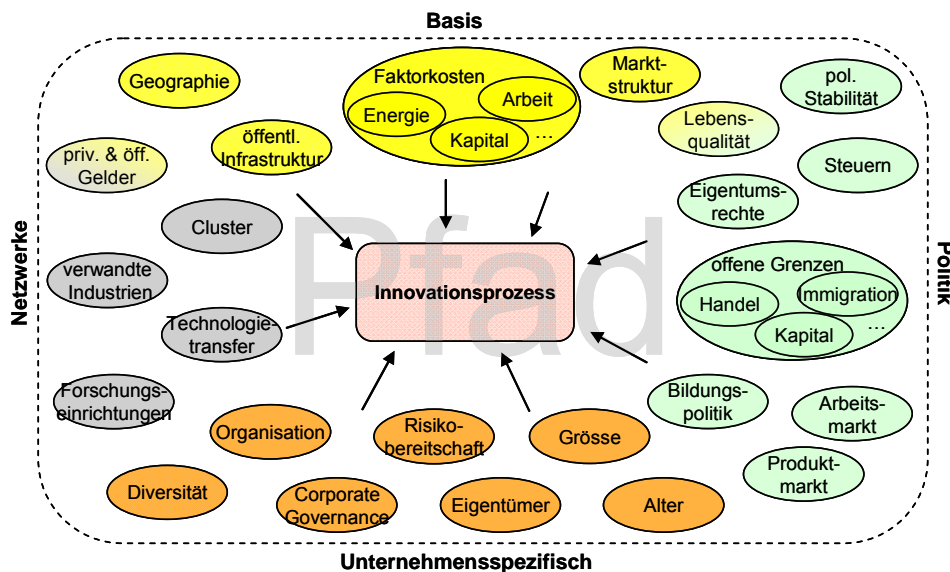 Basis
Geographie
Faktorkosten
Energie
Arbeit
Kapital
...
Markt-
struktur
pol.
Stabilität
öffentl.
Infrastruktur
Lebens-
qualität
priv. & öff.
Gelder
Steuern
Eigentums-
rechte
Cluster
Netzwerke
Politik
verwandte
Industrien
Innovationsprozess
Pfad
offene Grenzen
Handel
Immigration
Kapital
...
Technologie-
transfer
Forschungs-
einrichtungen
Bildungs-
politik
Arbeits-
markt
Organisation
Risiko-
bereitschaft
Grösse
Produkt-
markt
Diversität
Corporate
Governance
Eigentümer
Alter
Unternehmensspezifisch